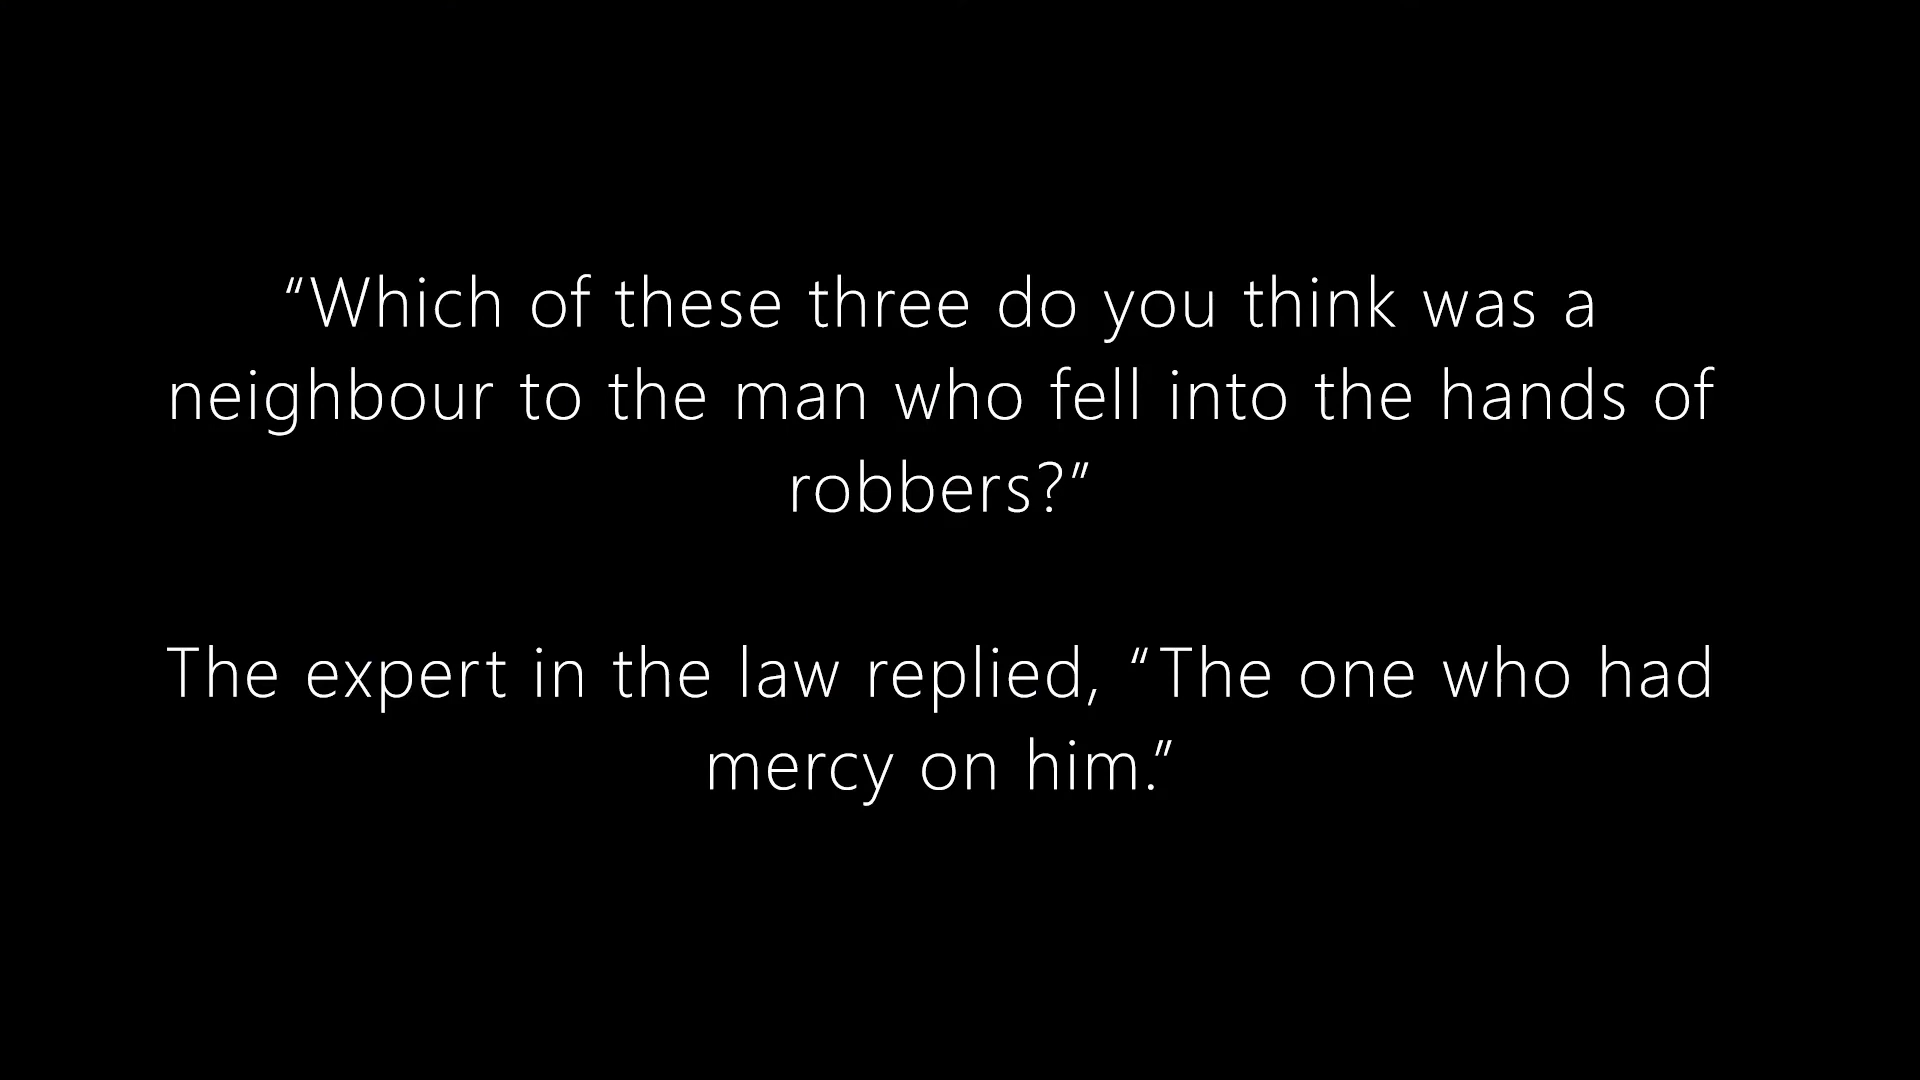 “Which of these three do you think was a
neighbour to the man who fell into the hands of
robbers?”
The expert in the law replied, “The one who had
mercy on him.”